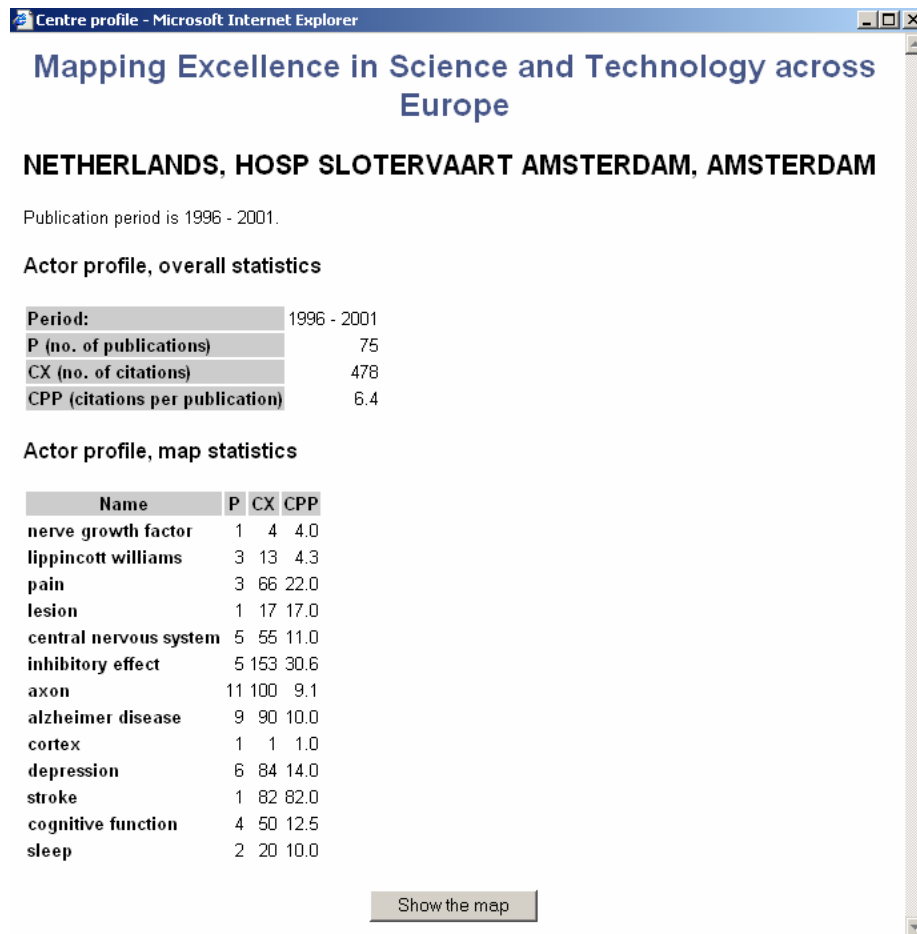 Centre profile - Microsoft Internet Explorer
Mapping Excellence in Science and Technology across
Europe
NETHERLANDS, HOSP SLOTERVAART AMSTERDAM, AMSTERDAM
Publication period is 1996 - 2001.
Actor profile, overall statistics
Period: 1996 - 2001
P (no. of publications) 75
CX (no. of citations) 478
CPP (citations per publication) 6.4
Actor profile, map statistics
Name P CX CPP
nerve growth factor 1 4 4.0
lippincott williams 3 13 4.3
pain 3 66 22.0
lesion 1 17 17.0
central nervous system 5 55 11.0
inhibitory effect 5 153 30.6
axon 11 100 9.1
alzheimer disease 9 90 10.0
cortex 1 1 1.0
depression 6 84 14.0
stroke 1 82 82.0
cognitive function 4 50 12.5
sleep 2 20 10.0
Show the map